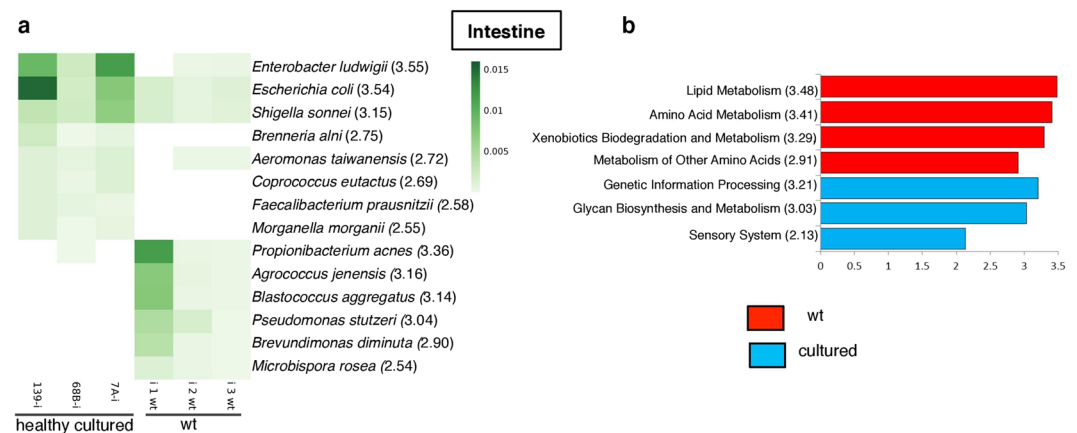 a
Intestine
b
0.015
0.01
0.005
Enterobacter ludwigii (3.55)
Escherichia coli (3.54)
Shigella sonnei (3.15)
Brenneria alni (2.75)
Aeromonas taiwanensis (2.72)
Coprococcus eutactus (2.69)
Faecalibacterium prausnitzii (2.58)
Morganella morganii (2.55)
Propionibacterium acnes (3.36)
Agrococcus jenensis (3.16)
Blastococcus aggregatus (3.14)
Pseudomonas stutzeri (3.04)
Brevundimonas diminuta (2.90)
Microbispora rosea (2.54)
139-i
68B-i
7A-i
i 1 wt
i 2 wt
i 3 wt
healthy cultured
wt
Lipid Metabolism (3.48)
Amino Acid Metabolism (3.41)
Xenobiotics Biodegradation and Metabolism (3.29)
Metabolism of Other Amino Acids (2.91)
Genetic Information Processing (3.21)
Glycan Biosynthesis and Metabolism (3.03)
Sensory System (2.13)
0 0.5 1 1.5 2 2.5 3 3.5
wt
cultured